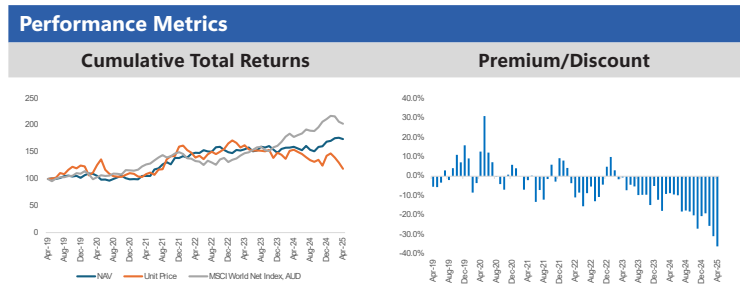 Performance Metrics
Cumulative Total Returns
250
200
150
100
50
0
Apr-19
Aug-19
Dec-19
Apr-20
Aug-20
Dec-20
Apr-21
Aug-21
Dec-21
Apr-22
Aug-22
Dec-22
Apr-23
Aug-23
Dec-23
Apr-24
Aug-24
Dec-24
Apr-25
NAV
Unit Price
MSCI World Net Index, AUD
Premium/Discount
40.0%
30.0%
20.0%
10.0%
0.0%
-10.0%
-20.0%
-30.0%
-40.0%
Apr-19
Aug-19
Dec-19
Apr-20
Aug-20
Dec-20
Apr-21
Aug-21
Dec-21
Apr-22
Aug-22
Dec-22
Apr-23
Aug-23
Dec-23
Apr-24
Aug-24
Dec-24
Apr-25